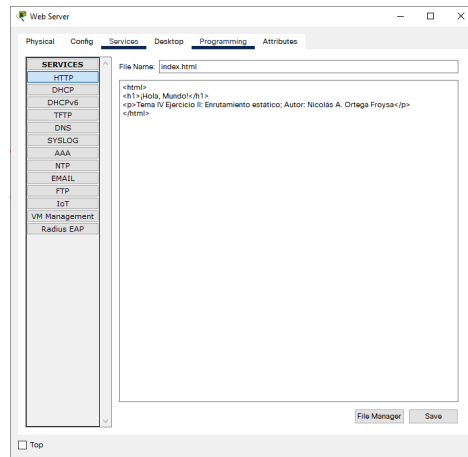 Web Server
Physical Config Services Desktop Programming Attributes
SERVICES
HTTP
DHCP
DHCPv6
TFTP
DNS
SYSLOG
AAA
NTP
EMAIL
FTP
IoT
VM Management
Radius EAP
File Name: index.html
<html>
<h1>¡Hola, Mundo!</h1>
<p>Tema IV Ejercicio II: Enrutamiento estático; Autor: Nicolás A. Ortega Froysa</p>
</html>
File Manager Save
Top